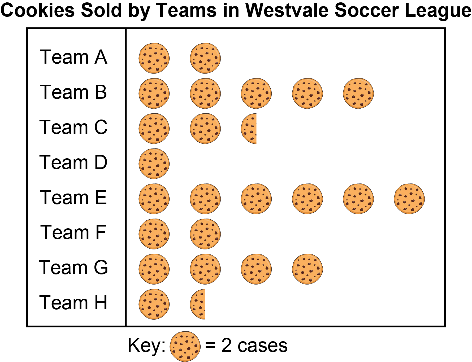 Cookies Sold by Teams in Westvale Soccer League
Team A
Team B
Team C
Team D
Team E
Team F
Team G
Team H
Key: = 2 cases